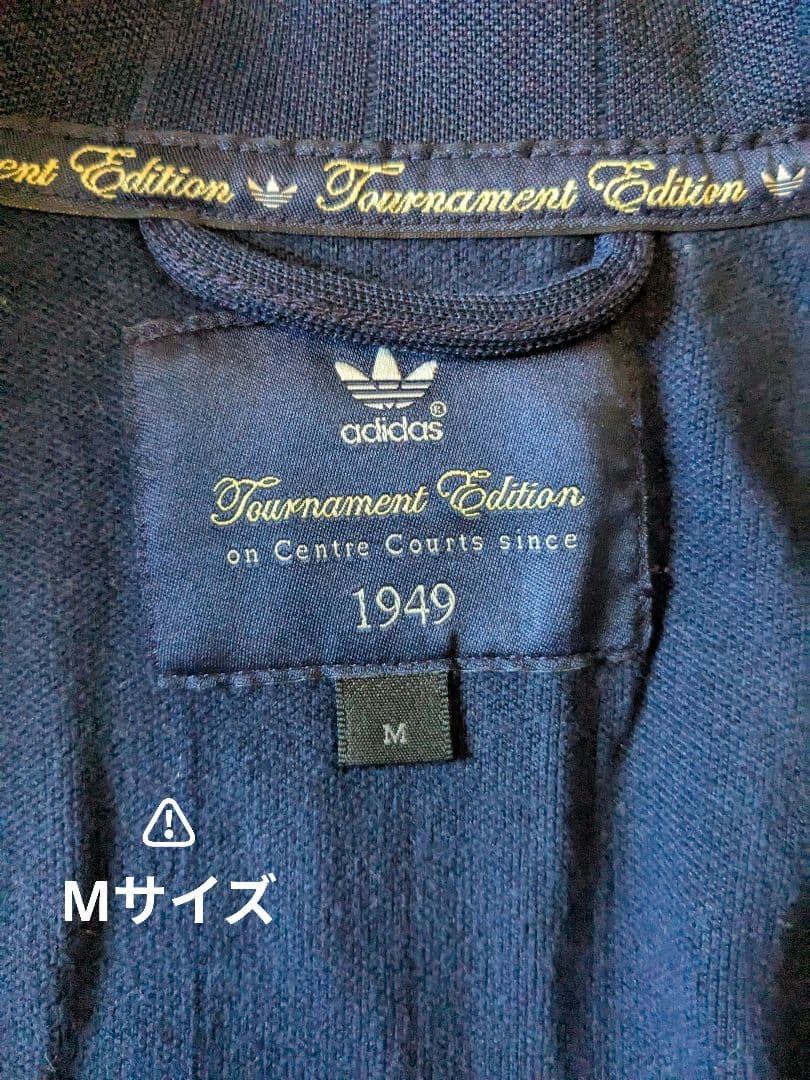 ent Edition Tournament Edition
adidas®
Tournament Edition
on Centre Courts since
1949
M
Mサイズ